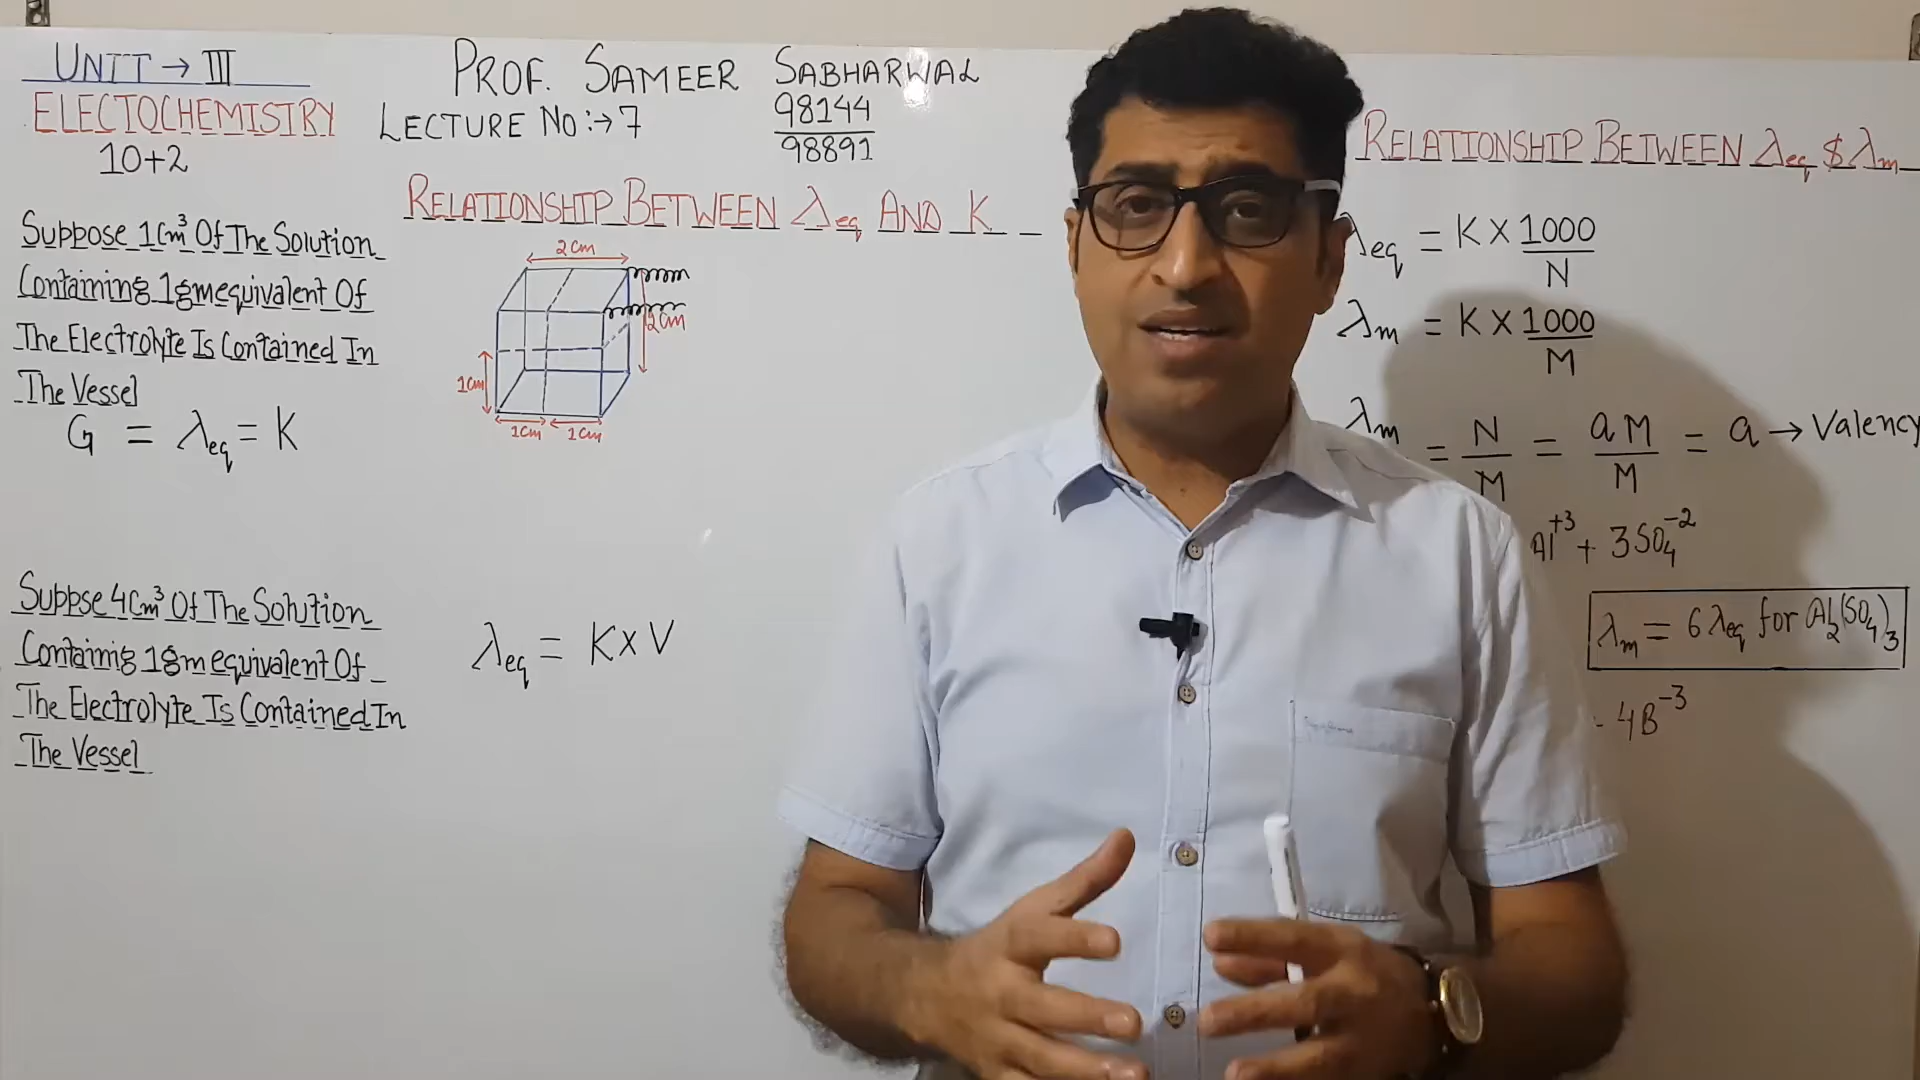 UNIT → III
ELECTOCHEMISTRY
10+2
PROF. SAMEER SABHARWAL
LECTURE NO:→ 7
98144
98891
RELATIONSHIP BETWEEN λeq AND K
Suppose 1Cm³ Of The Solution
Containing 1gmequivalent Of
The Electrolyte Is Contained In
The Vessel
G = λeq = K
2cm
2cm
1cm
1cm 1cm
Suppse 4Cm³ Of The Solution
Containig 1gm equivalent Of
The Electrolyte Is Contained In
The Vessel
λeq = K×V
RELATIONSHIP BETWEEN λeq $ λm
λeq = K × 1000/N
λm = K × 1000/M
λm = N/M = aM/M = a → Valency
Al⁺³ + 3SO₄⁻²
λm = 6λeq for Al₂(SO₄)₃
4B⁻³